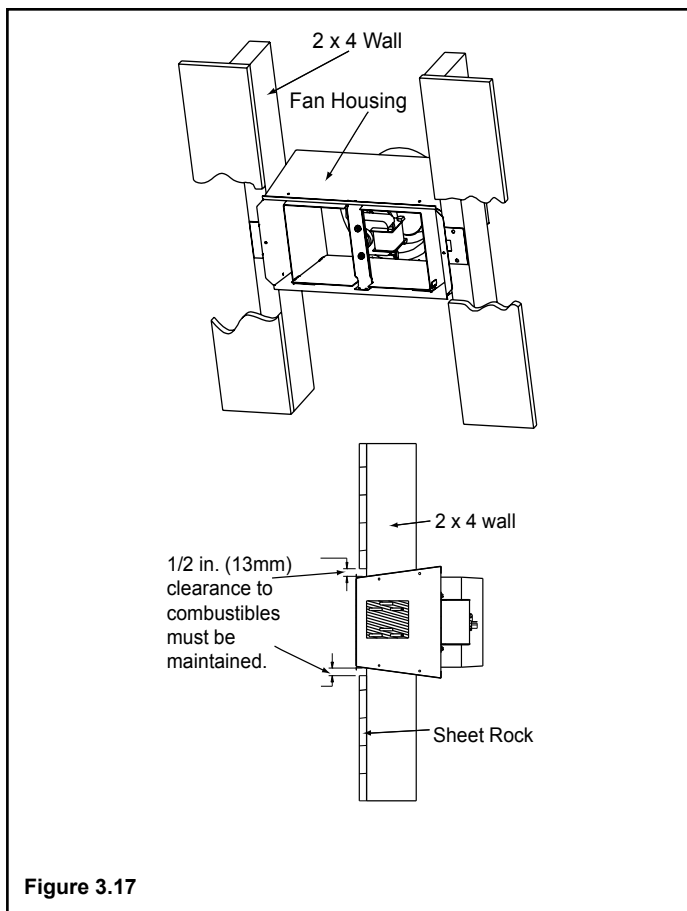 2 x 4 Wall
Fan Housing
2 x 4 wall
1/2 in. (13mm)
clearance to
combustibles
must be
maintained.
Sheet Rock
Figure 3.17